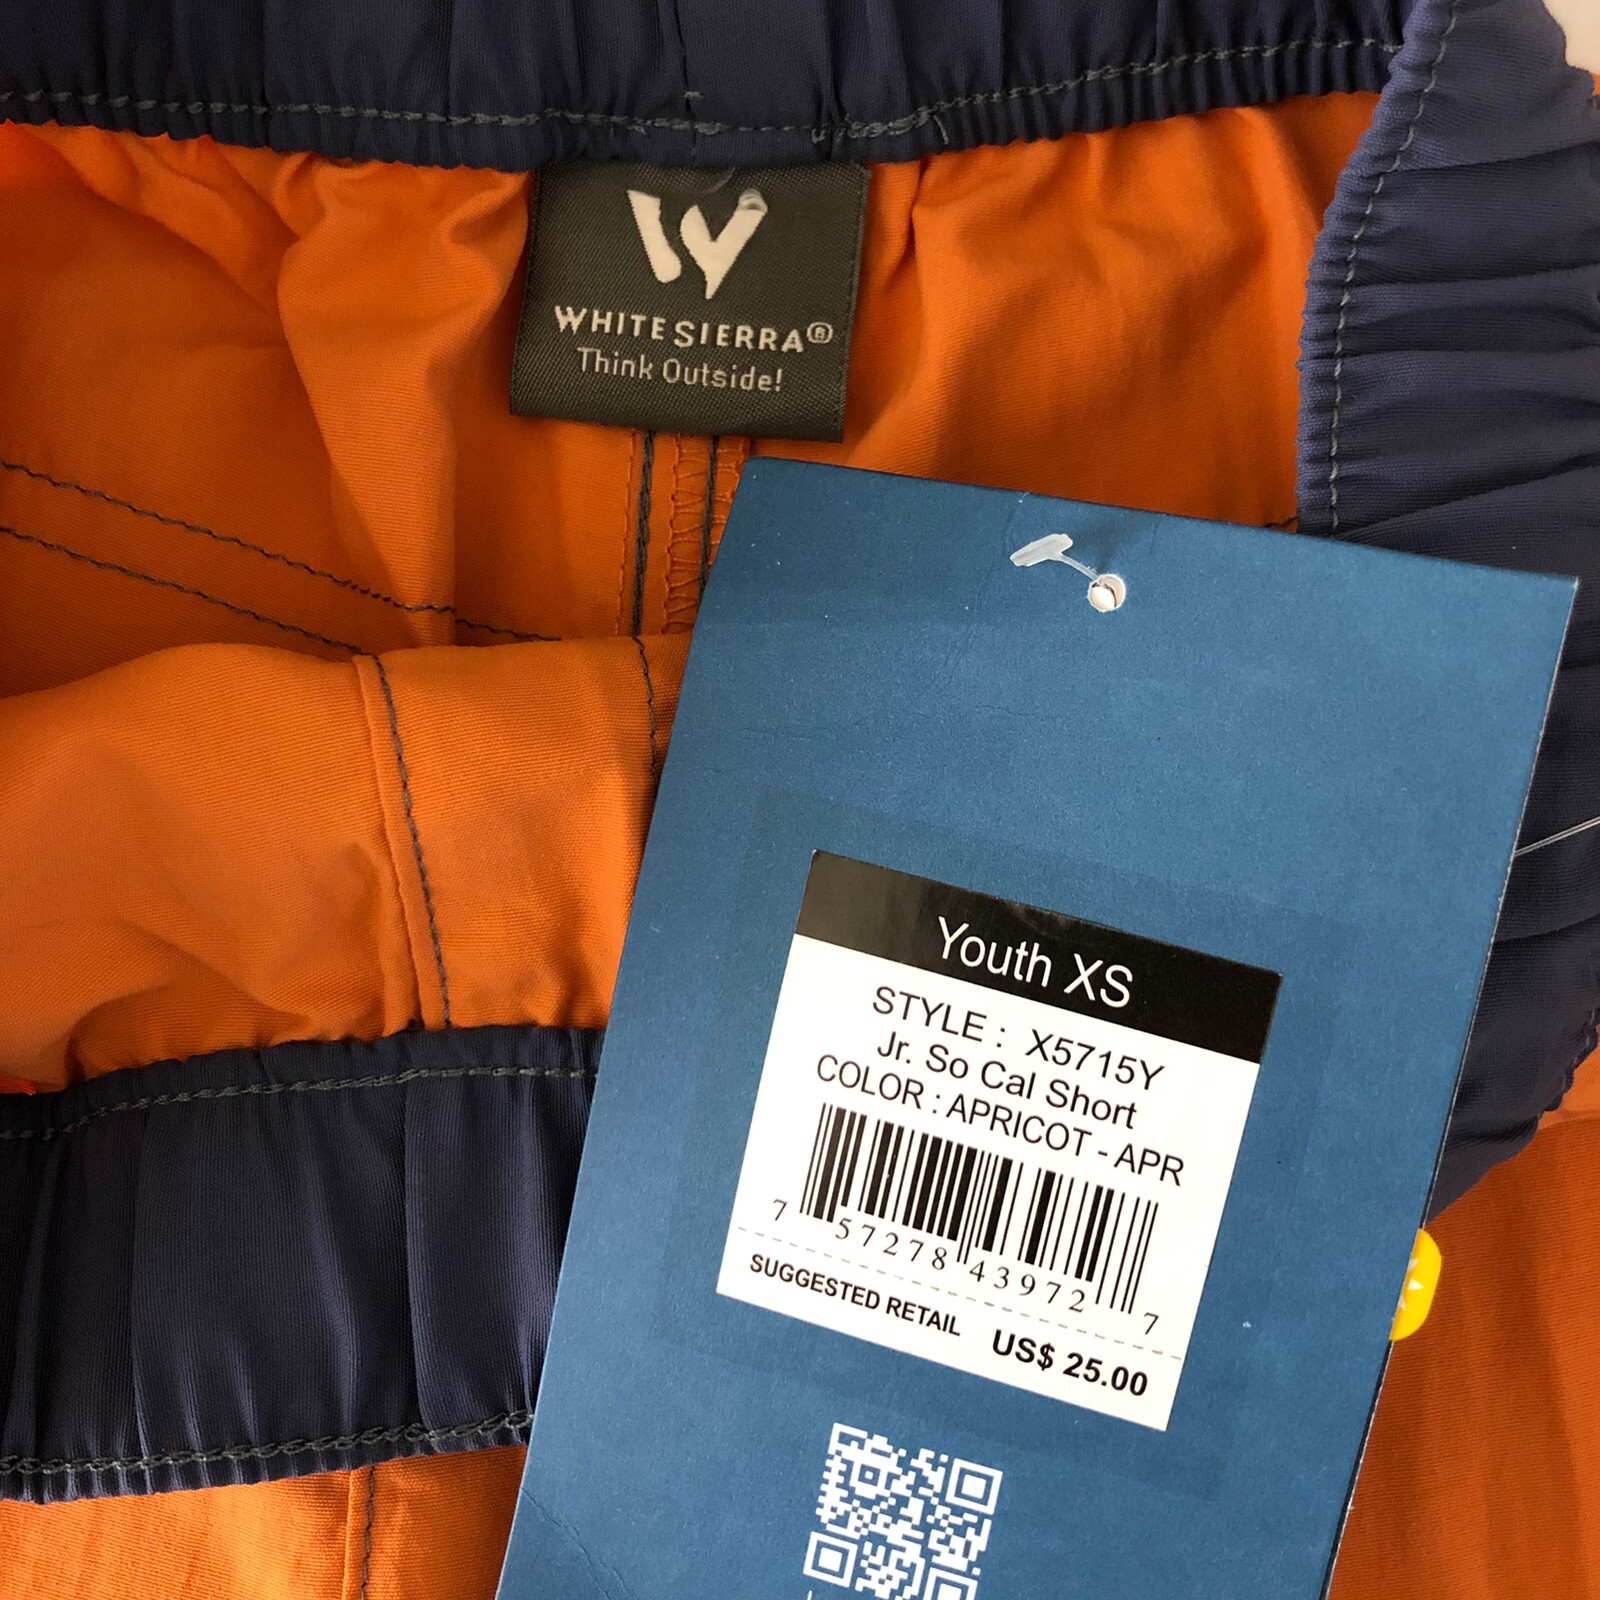 WHITE SIERRA®
Think Outside!
Youth XS
STYLE : X5715Y
Jr. So Cal Short
COLOR : APRICOT - APR
7 57278 43972 7
SUGGESTED RETAIL US$ 25.00